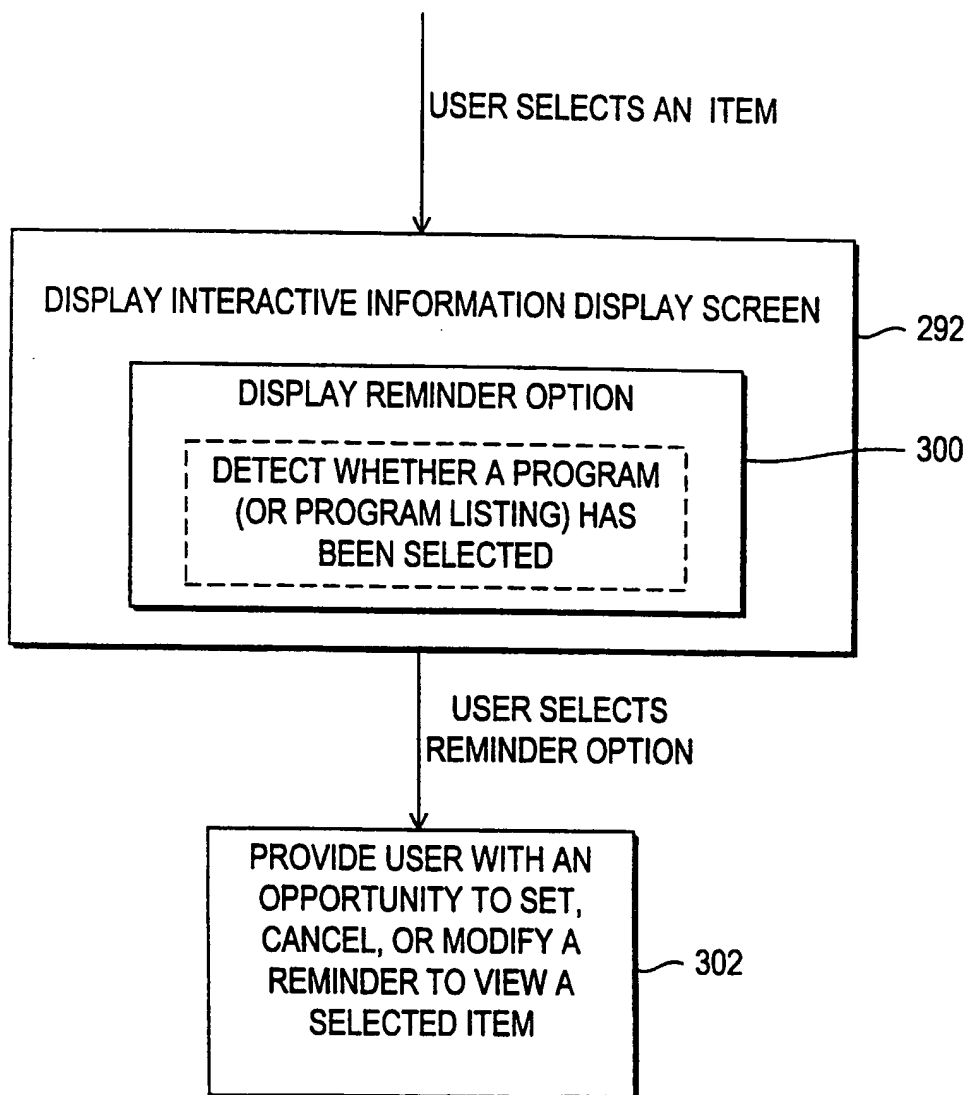 USER SELECTS AN ITEM
DISPLAY INTERACTIVE INFORMATION DISPLAY SCREEN
292
DISPLAY REMINDER OPTION
300
DETECT WHETHER A PROGRAM
(OR PROGRAM LISTING) HAS
BEEN SELECTED
USER SELECTS
REMINDER OPTION
PROVIDE USER WITH AN
OPPORTUNITY TO SET,
CANCEL, OR MODIFY A
REMINDER TO VIEW A
SELECTED ITEM
302